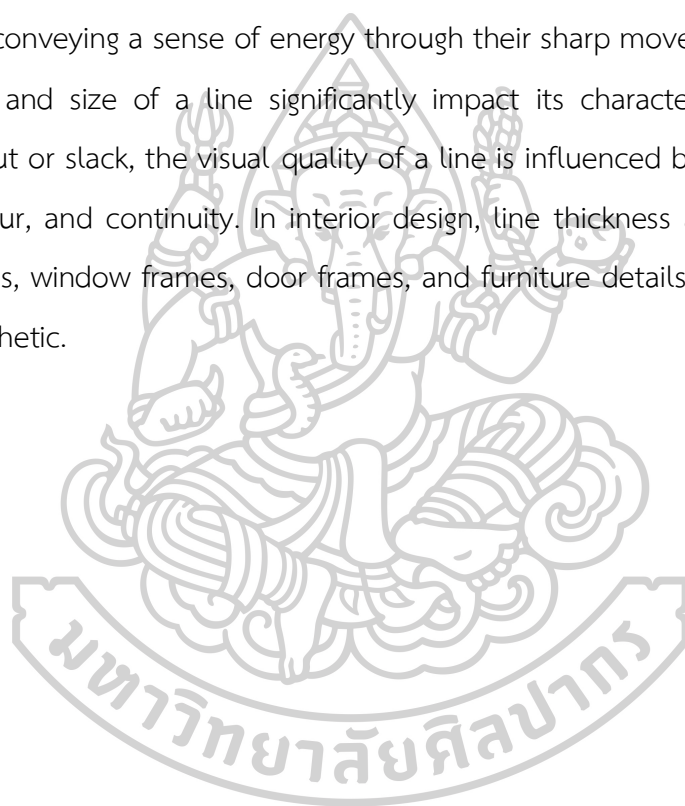 conveying a sense of energy through their sharp move
and size of a line significantly impact its characte
ut or slack, the visual quality of a line is influenced b
ur, and continuity. In interior design, line thickness
s, window frames, door frames, and furniture details
hetic.
มหาวิทยาลัยศิลปากร